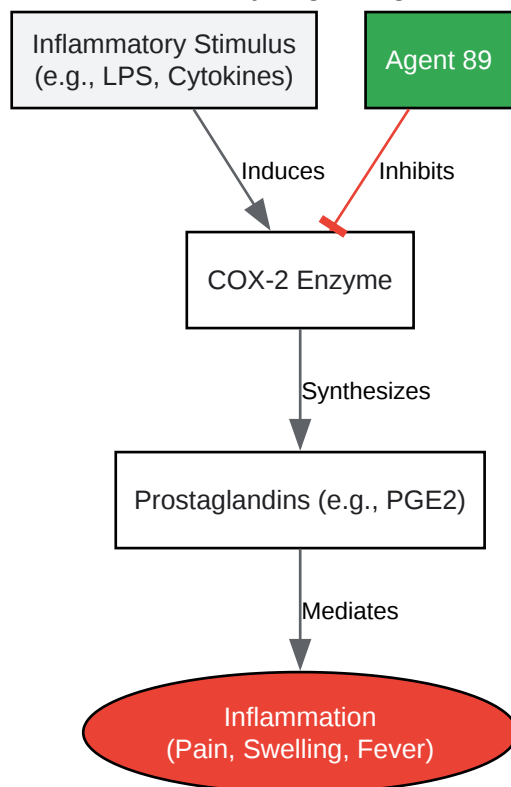 Inflammatory Stimulus
(e.g., LPS, Cytokines)
Agent 89
Induces
Inhibits
COX-2 Enzyme
Synthesizes
Prostaglandins (e.g., PGE2)
Mediates
Inflammation
(Pain, Swelling, Fever)